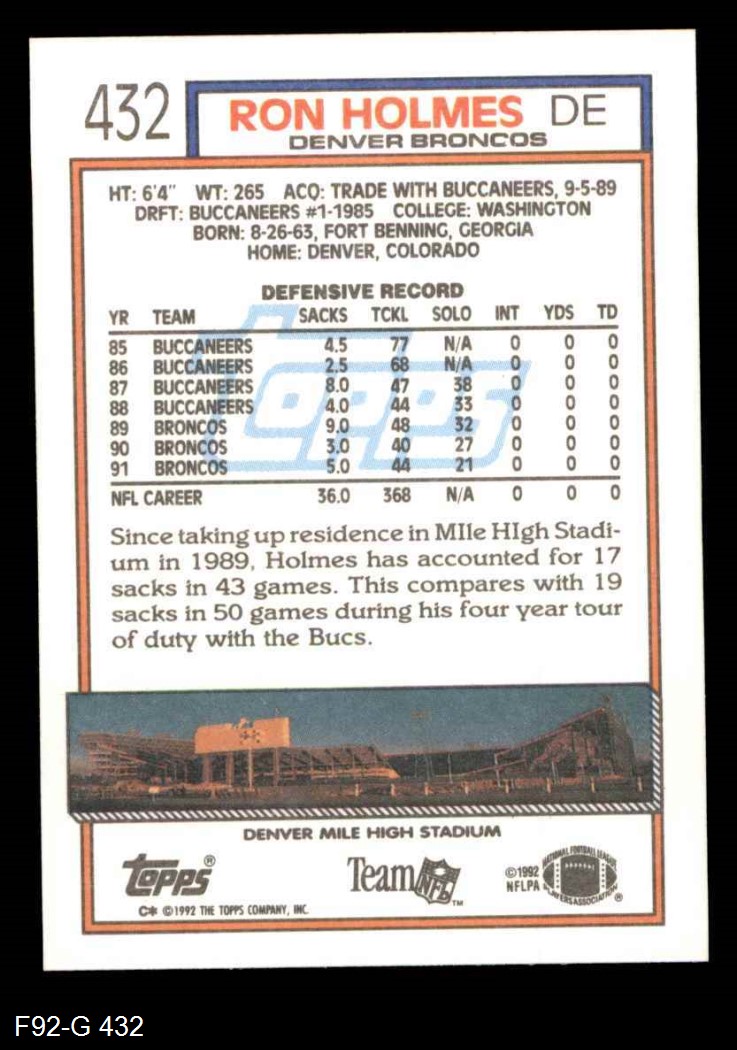 432 RON HOLMES DE
DENVER BRONCOS
HT: 6'4" WT: 265 ACQ: TRADE WITH BUCCANEERS, 9-5-89
DRFT: BUCCANEERS #1-1985 COLLEGE: WASHINGTON
BORN: 8-26-63, FORT BENNING, GEORGIA
HOME: DENVER, COLORADO
DEFENSIVE RECORD
YR TEAM SACKS TCKL SOLO INT YDS TD
85 BUCCANEERS 4.5 77 N/A 0 0 0
86 BUCCANEERS 2.5 68 N/A 0 0 0
87 BUCCANEERS 8.0 47 38 0 0 0
88 BUCCANEERS 4.0 44 33 0 0 0
89 BRONCOS 9.0 48 32 0 0 0
90 BRONCOS 3.0 40 27 0 0 0
91 BRONCOS 5.0 44 21 0 0 0
NFL CAREER 36.0 368 N/A 0 0 0
topps
Since taking up residence in MIle HIgh Stadi-
um in 1989, Holmes has accounted for 17
sacks in 43 games. This compares with 19
sacks in 50 games during his four year tour
of duty with the Bucs.
DENVER MILE HIGH STADIUM
Topps® Team NFL™ ©1992
NFLPA
NATIONAL FOOTBALL LEAGUE
PLAYERS ASSOCIATION ®
C* ©1992 THE TOPPS COMPANY, INC.
F92-G 432